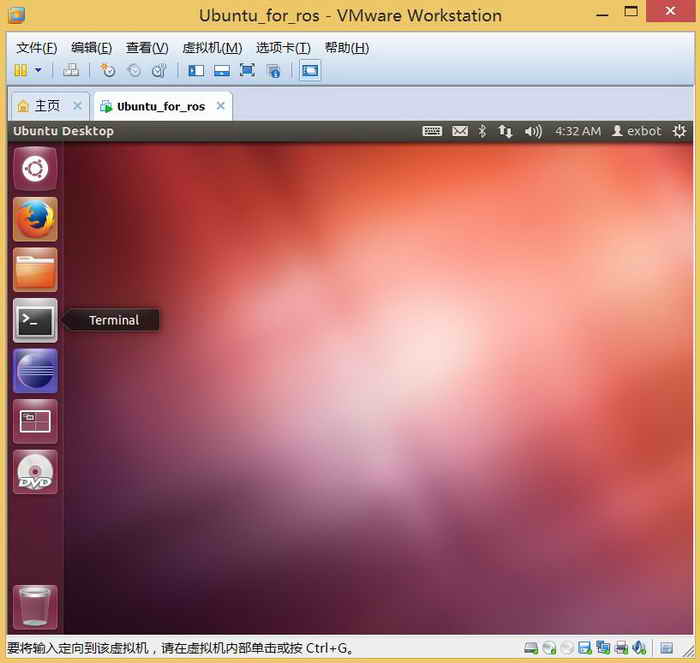 Ubuntu_for_ros - VMware Workstation
文件(F) 编辑(E) 查看(V) 虚拟机(M) 选项卡(T) 帮助(H)
主页 Ubuntu_for_ros
Ubuntu Desktop 4:32 AM exbot
Terminal
DVD
要将输入定向到该虚拟机，请在虚拟机内部单击或按 Ctrl+G。